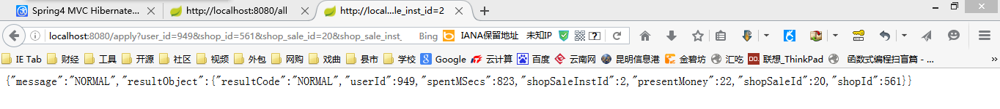 Spring4 MVC Hibernate...
http://localhost:8080/all
http://local...le_inst_id=2
localhost:8080/apply?user_id=949&shop_id=561&shop_sale_id=20&shop_sale_inst_ Bing IANA保留地址 未知IP
IE Tab 财经 工具 开源 社区 视频 外包 网购 戏曲 县市 学校 Google 云计算 百度 云南网 昆明信息港 金碧坊 汇吃 DO. 联想_ThinkPad 函数式编程扫盲篇 - ...
{"message":"NORMAL","resultObject":{"resultCode":"NORMAL","userId":949,"spentMSecs":823,"shopSaleInstId":2,"presentMoney":22,"shopSaleId":20,"shopId":561}}